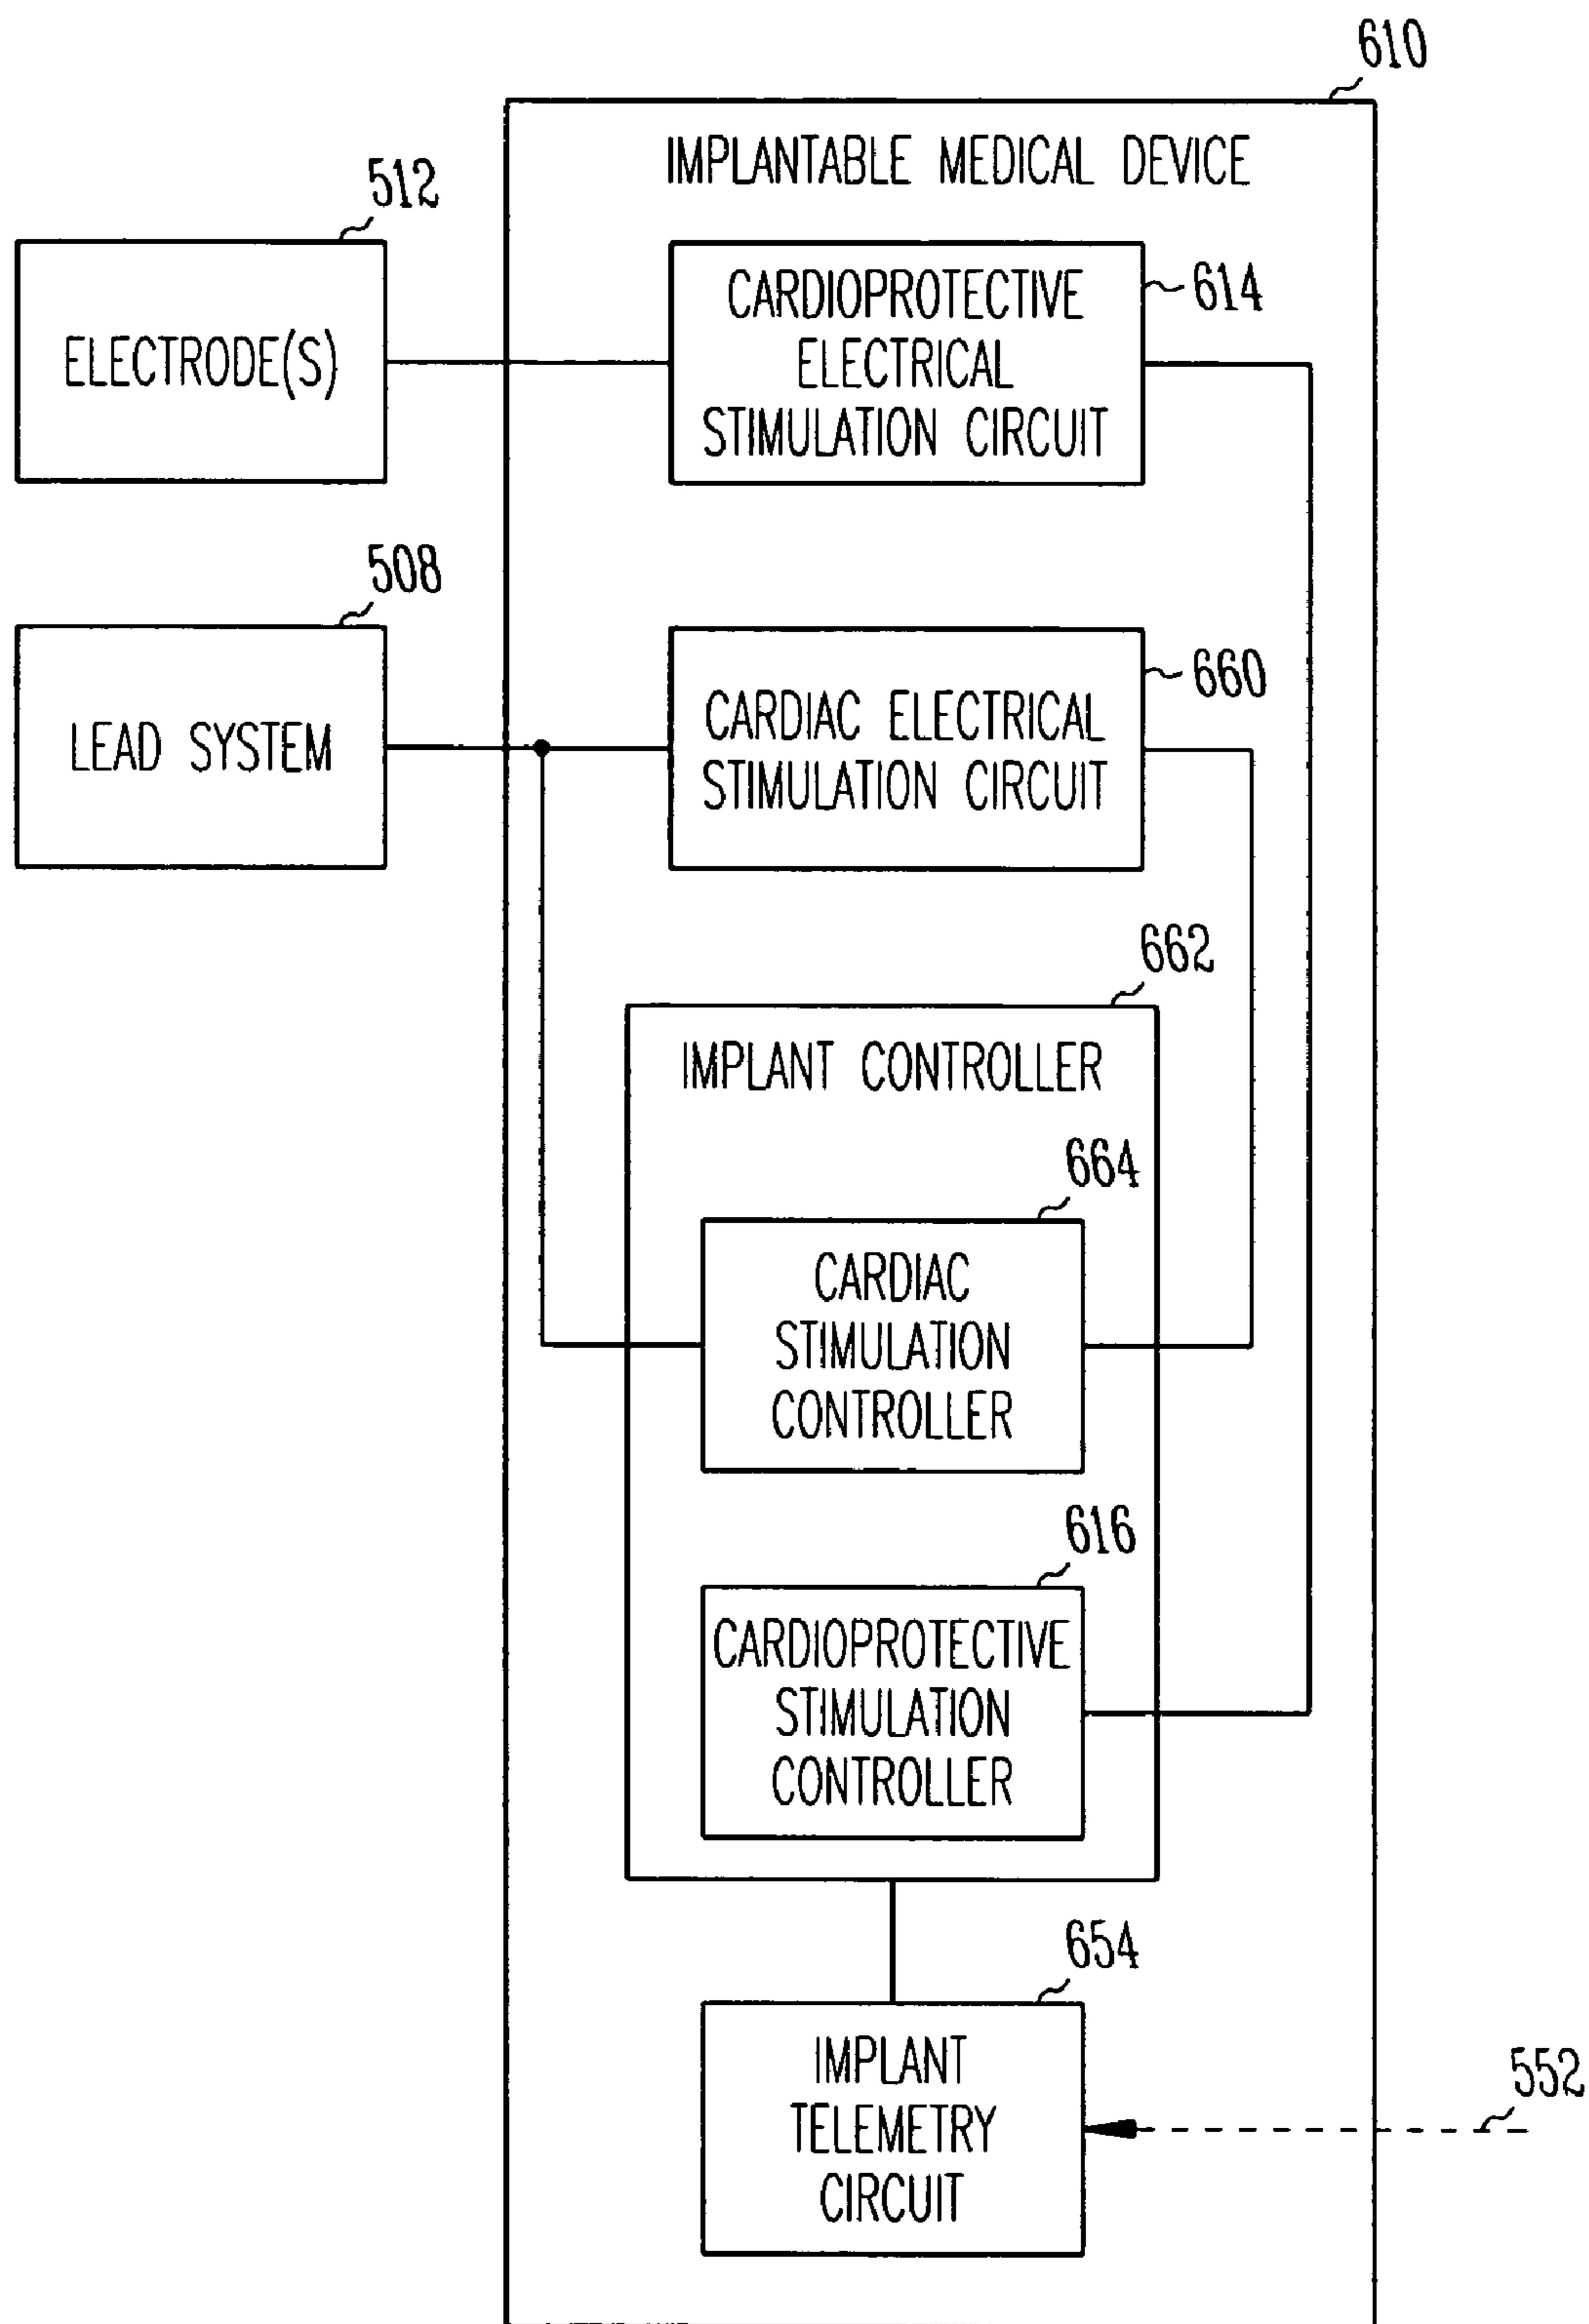 610
IMPLANTABLE MEDICAL DEVICE
512
ELECTRODE(S)
CARDIOPROTECTIVE
ELECTRICAL
STIMULATION CIRCUIT
614
508
LEAD SYSTEM
CARDIAC ELECTRICAL
STIMULATION CIRCUIT
660
662
IMPLANT CONTROLLER
664
CARDIAC
STIMULATION
CONTROLLER
616
CARDIOPROTECTIVE
STIMULATION
CONTROLLER
654
IMPLANT
TELEMETRY
CIRCUIT
552